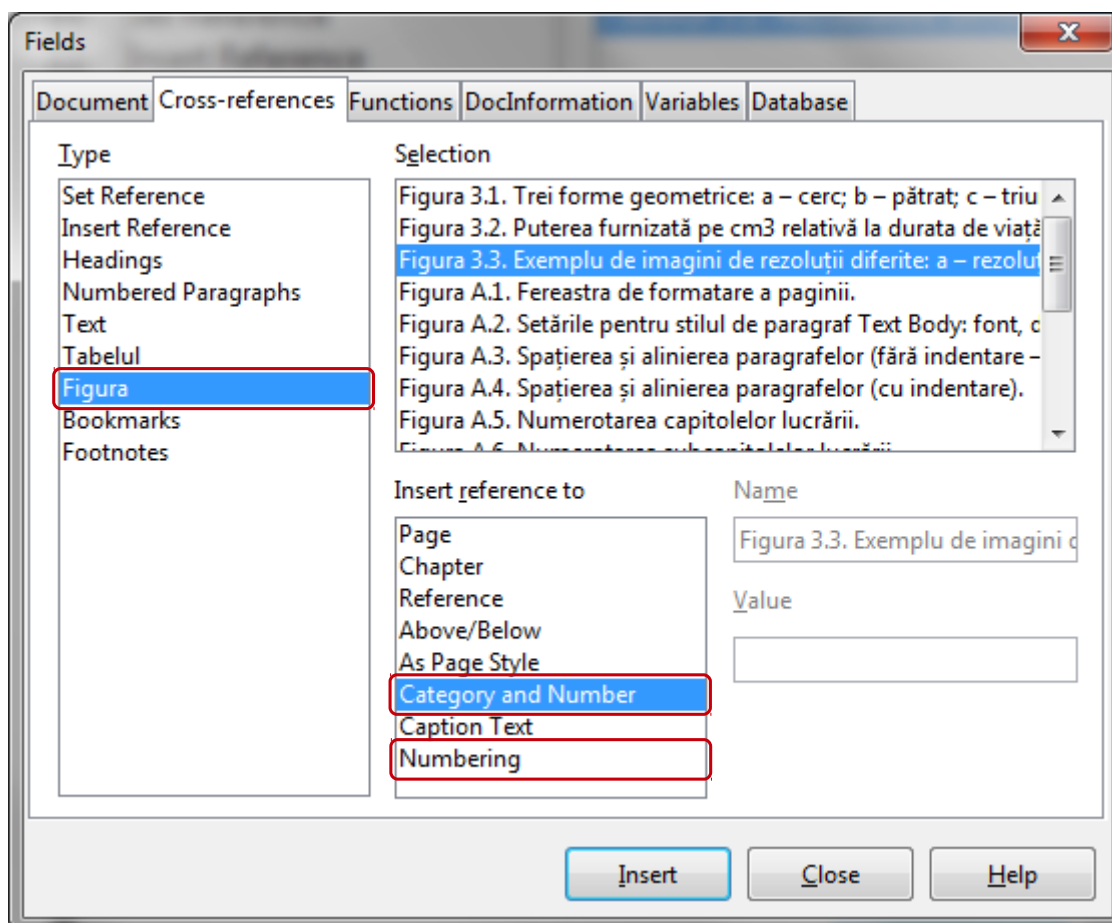 Fields
Document Cross-references Functions DocInformation Variables Database
Type
Set Reference
Insert Reference
Headings
Numbered Paragraphs
Text
Tabelul
Figura
Bookmarks
Footnotes
Selection
Figura 3.1. Trei forme geometrice: a – cerc; b – pătrat; c – triu
Figura 3.2. Puterea furnizată pe cm3 relativă la durata de viață
Figura 3.3. Exemplu de imagini de rezoluții diferite: a – rezoluț
Figura A.1. Fereastra de formatare a paginii.
Figura A.2. Setările pentru stilul de paragraf Text Body: font, c
Figura A.3. Spațierea și alinierea paragrafelor (fără indentare –
Figura A.4. Spațierea și alinierea paragrafelor (cu indentare).
Figura A.5. Numerotarea capitolelor lucrării.
Figura A.6. Numerotarea subcapitolelor lucrării
Insert reference to
Page
Chapter
Reference
Above/Below
As Page Style
Category and Number
Caption Text
Numbering
Name
Figura 3.3. Exemplu de imagini d
Value
Insert Close Help